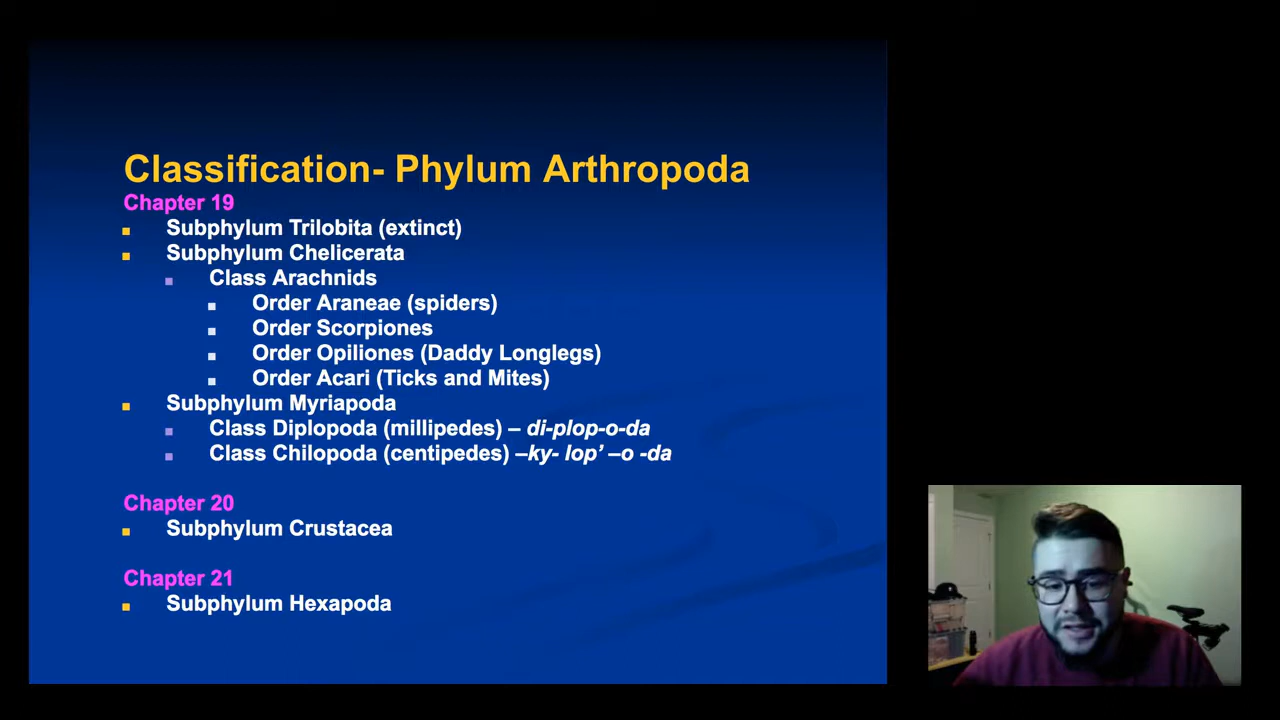 Classification- Phylum Arthropoda
Chapter 19
Subphylum Trilobita (extinct)
Subphylum Chelicerata
Class Arachnids
Order Araneae (spiders)
Order Scorpiones
Order Opiliones (Daddy Longlegs)
Order Acari (Ticks and Mites)
Subphylum Myriapoda
Class Diplopoda (millipedes) – di-plop-o-da
Class Chilopoda (centipedes) –ky- lop’ –o -da
Chapter 20
Subphylum Crustacea
Chapter 21
Subphylum Hexapoda